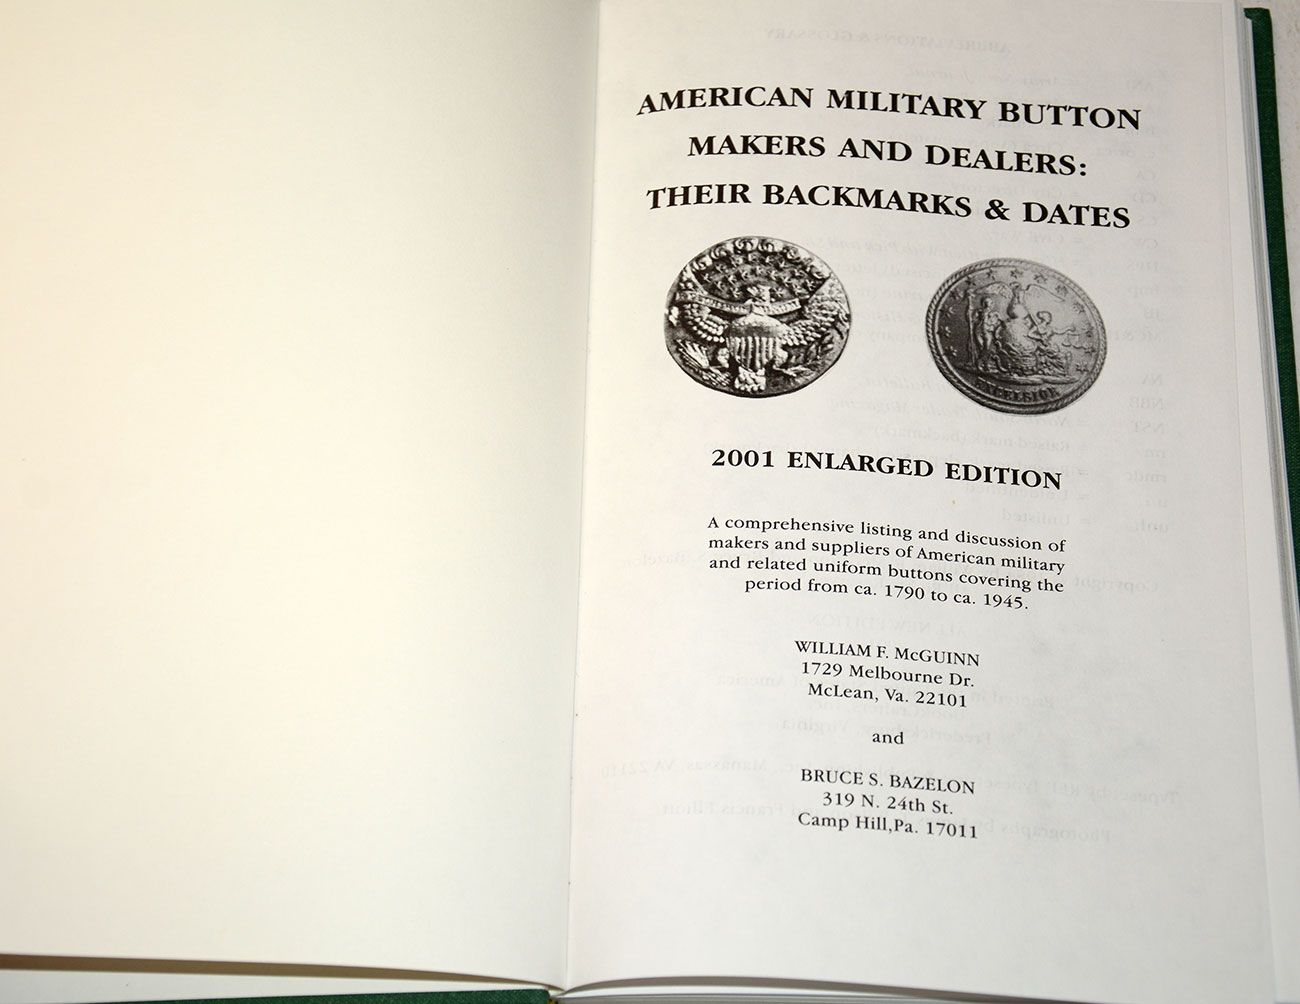 AMERICAN MILITARY BUTTON
MAKERS AND DEALERS:
THEIR BACKMARKS & DATES
EXCELSIOR
2001 ENLARGED EDITION
A comprehensive listing and discussion of
makers and suppliers of American military
and related uniform buttons covering the
period from ca. 1790 to ca. 1945.
WILLIAM F. McGUINN
1729 Melbourne Dr.
McLean, Va. 22101
and
BRUCE S. BAZELON
319 N. 24th St.
Camp Hill,Pa. 17011